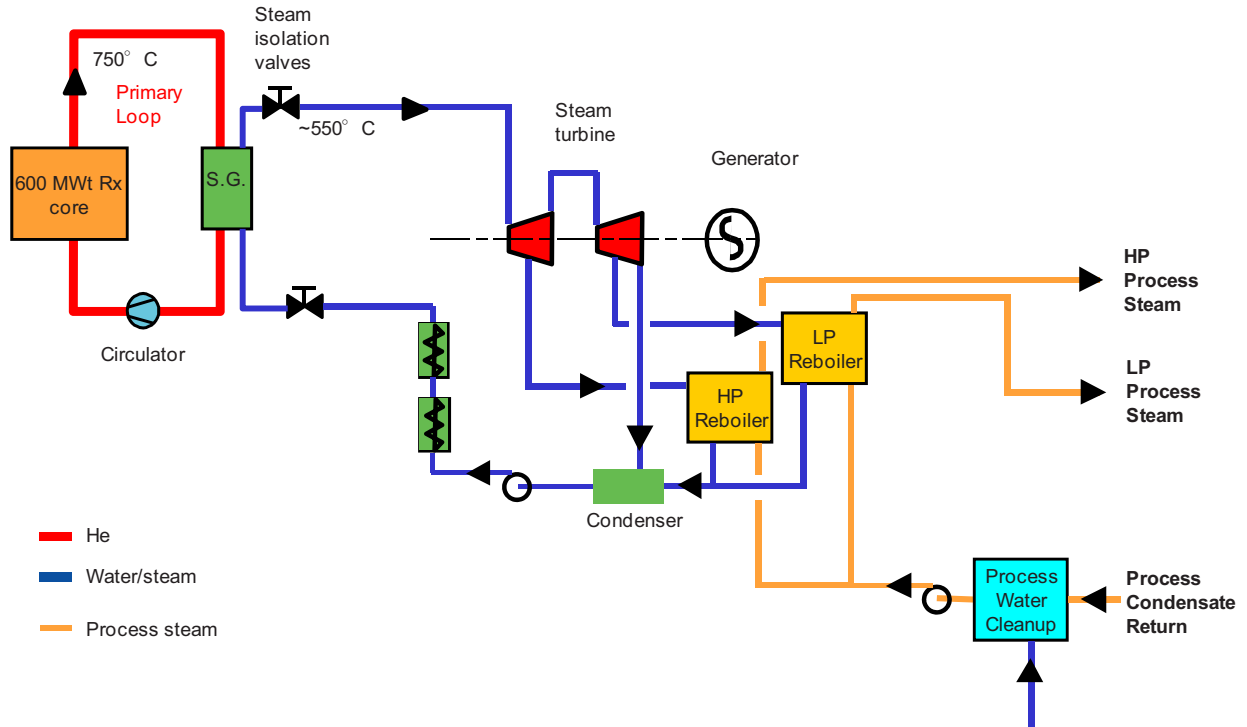 Steam
isolation
valves
750° C
Primary
Loop
~550° C
Steam
turbine
Generator
600 MWt Rx
core
S.G.
HP
Process
Steam
Circulator
LP
Reboiler
LP
Process
Steam
HP
Reboiler
Condenser
He
Water/steam
Process steam
Process
Water
Cleanup
Process
Condensate
Return